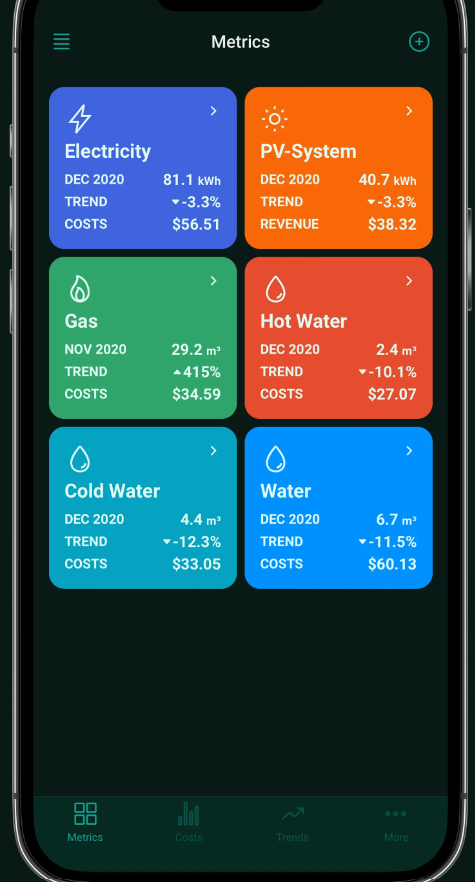 Metrics
Electricity
DEC 2020 81.1 kWh
TREND -3.3%
COSTS $56.51
PV-System
DEC 2020 40.7 kWh
TREND -3.3%
REVENUE $38.32
Gas
NOV 2020 29.2 m³
TREND 415%
COSTS $34.59
Hot Water
DEC 2020 2.4 m³
TREND -10.1%
COSTS $27.07
Cold Water
DEC 2020 4.4 m³
TREND -12.3%
COSTS $33.05
Water
DEC 2020 6.7 m³
TREND -11.5%
COSTS $60.13
Metrics Costs Trends More